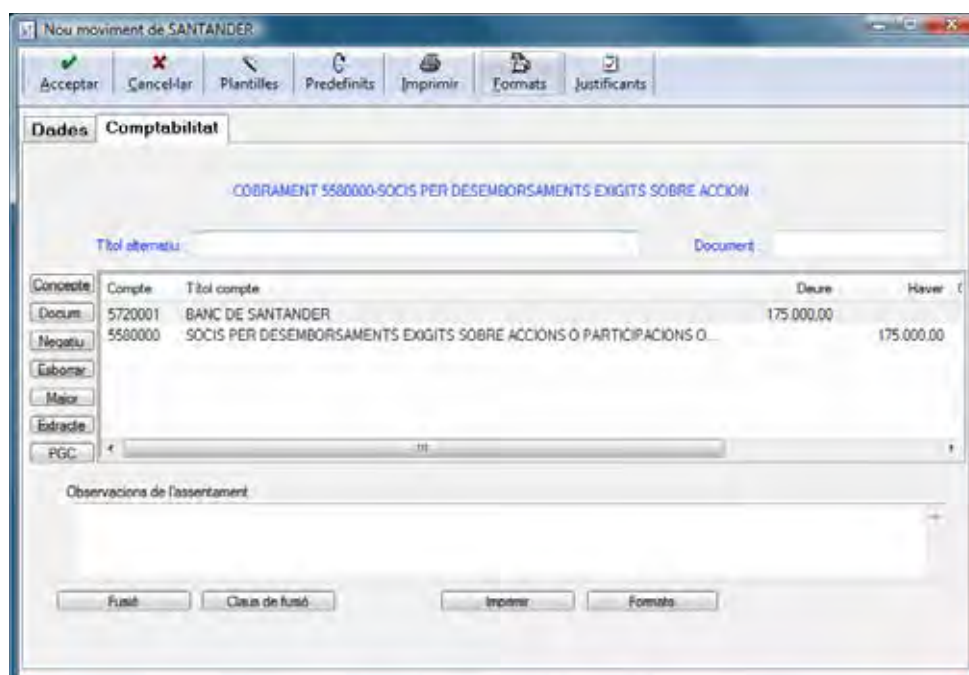 Nou moviment de SANTANDER
Acceptar Cancel·lar Plantilles Predefinits Imprimir Formats Justificants
Dades Comptabilitat
COBRAMENT 5580000-SOCIS PER DESEMBORSAMENTS EXIGITS SOBRE ACCION
Títol alternatiu Document
Concepte Compte Títol compte Deure Haver
Docum 5720001 BANC DE SANTANDER 175.000,00
5580000 SOCIS PER DESEMBORSAMENTS EXIGITS SOBRE ACCIONS O PARTICIPACIONS O... 175.000,00
Negatiu
Esborrar
Major
Extracte
PGC
Observacions de l'assentament
Fusió Claus de fusió Imprimir Formats